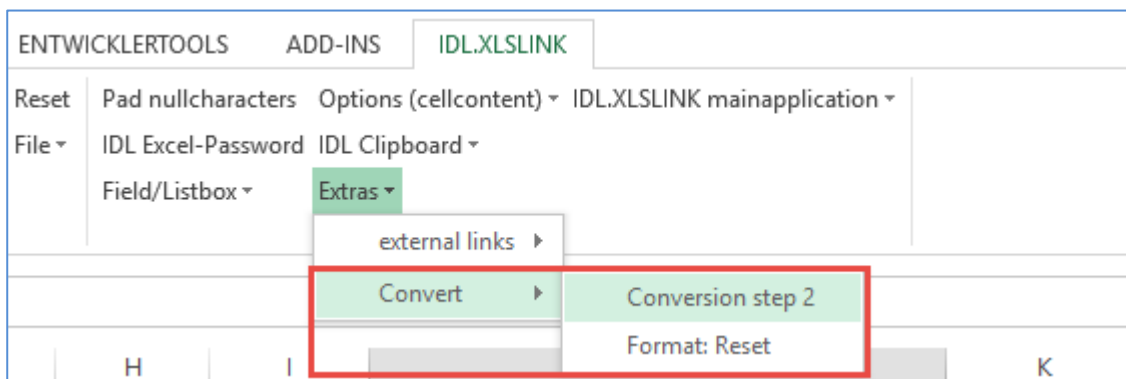 ENTWICKLERTOOLS ADD-INS IDL.XLSLINK
Reset Pad nullcharacters Options (cellcontent) IDL.XLSLINK mainapplication
File IDL Excel-Password IDL Clipboard
Field/Listbox Extras
external links
Convert Conversion step 2
Format: Reset
H I K